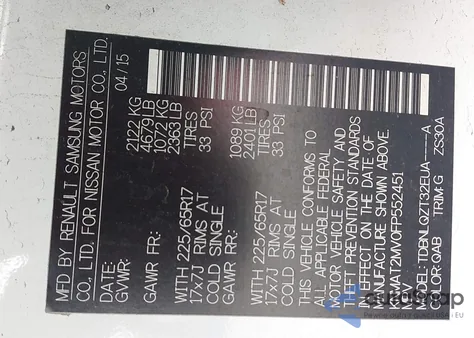 MFD BY RENAULT SAMSUNG MOTORS
CO., LTD. FOR NISSAN MOTOR CO., LTD.
DATE: 04/15
GVWR: 2122 KG
4679 LB
GAWR FR: 1072 KG
2363 LB
WITH 225/65R17 TIRES
17x7J RIMS AT 33 PSI
COLD SINGLE
GAWR RR: 1089 KG
2401 LB
WITH 225/65R17 TIRES
17x7J RIMS AT 33 PSI
COLD SINGLE
THIS VEHICLE CONFORMS TO
ALL APPLICABLE FEDERAL
MOTOR VEHICLE SAFETY AND
THEFT PREVENTION STANDARDS
IN EFFECT ON THE DATE OF
MANUFACTURE SHOWN ABOVE.
KNMAT2MV0FP552451
MPV
MODEL: TDBNLQZT32EUA----A
COLOR: QAB TRIM: G ZS30A
autoSnap